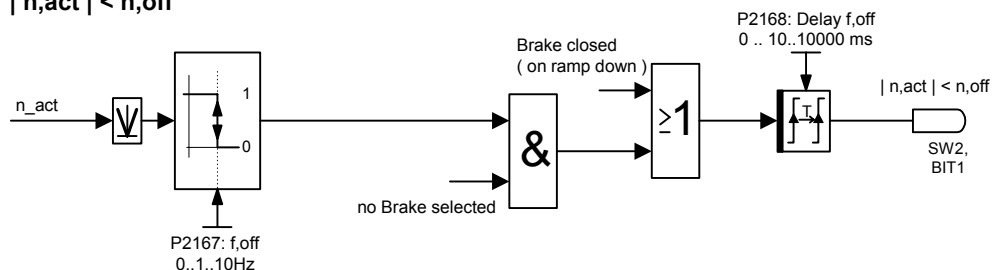 | n,act | < n,off
P2168: Delay f,off
0 .. 10..10000 ms
Brake closed
( on ramp down )
| n,act | < n,off
n_act
1
0
&
≥1
T
SW2,
BIT1
no Brake selected
P2167: f,off
0..1..10Hz